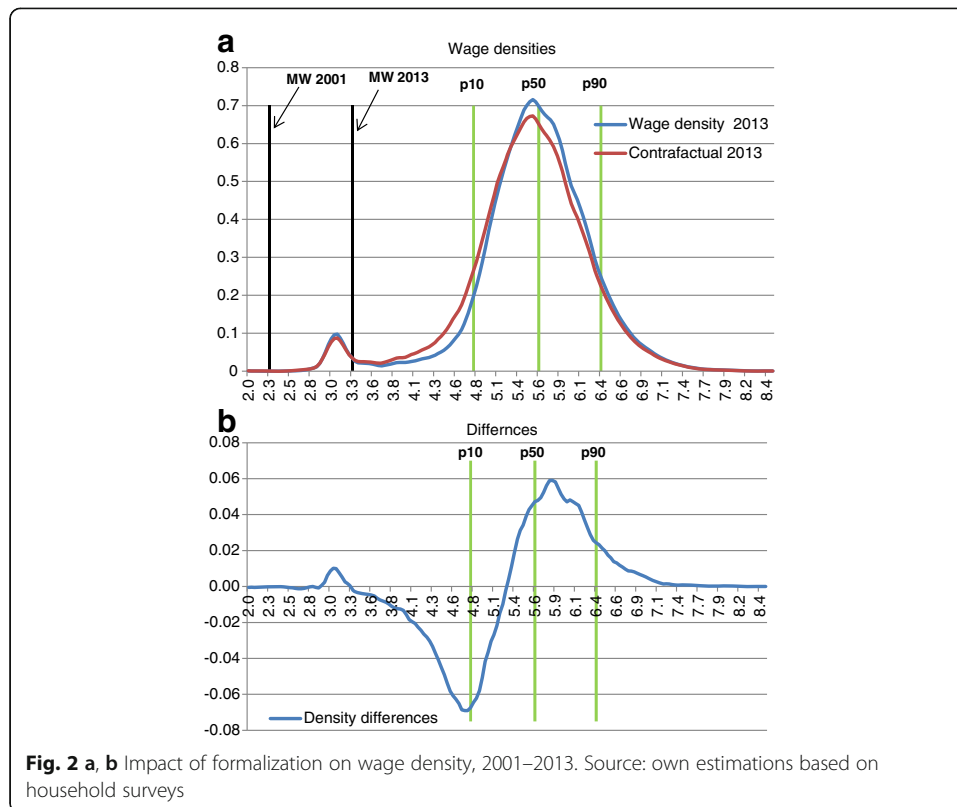 a
Wage densities
0.8
MW 2001
MW 2013
p10
p50
p90
0.7
Wage density 2013
0.6
Contrafactual 2013
0.5
0.4
0.3
0.2
0.1
0
2.0 2.3 2.5 2.8 3.0 3.3 3.6 3.8 4.1 4.3 4.6 4.8 5.1 5.4 5.6 5.9 6.1 6.4 6.6 6.9 7.1 7.4 7.7 7.9 8.2 8.4
b
Differnces
0.08
p10
p50
p90
0.06
0.04
0.02
0.00
2.0 2.3 2.5 2.8 3.0 3.3 3.6 3.8 4.1 4.3 4.6 4.8 5.1 5.4 5.6 5.9 6.1 6.4 6.6 6.9 7.1 7.4 7.7 7.9 8.2 8.4
-0.02
-0.04
-0.06
Density differences
-0.08
Fig. 2 a, b Impact of formalization on wage density, 2001–2013. Source: own estimations based on
household surveys